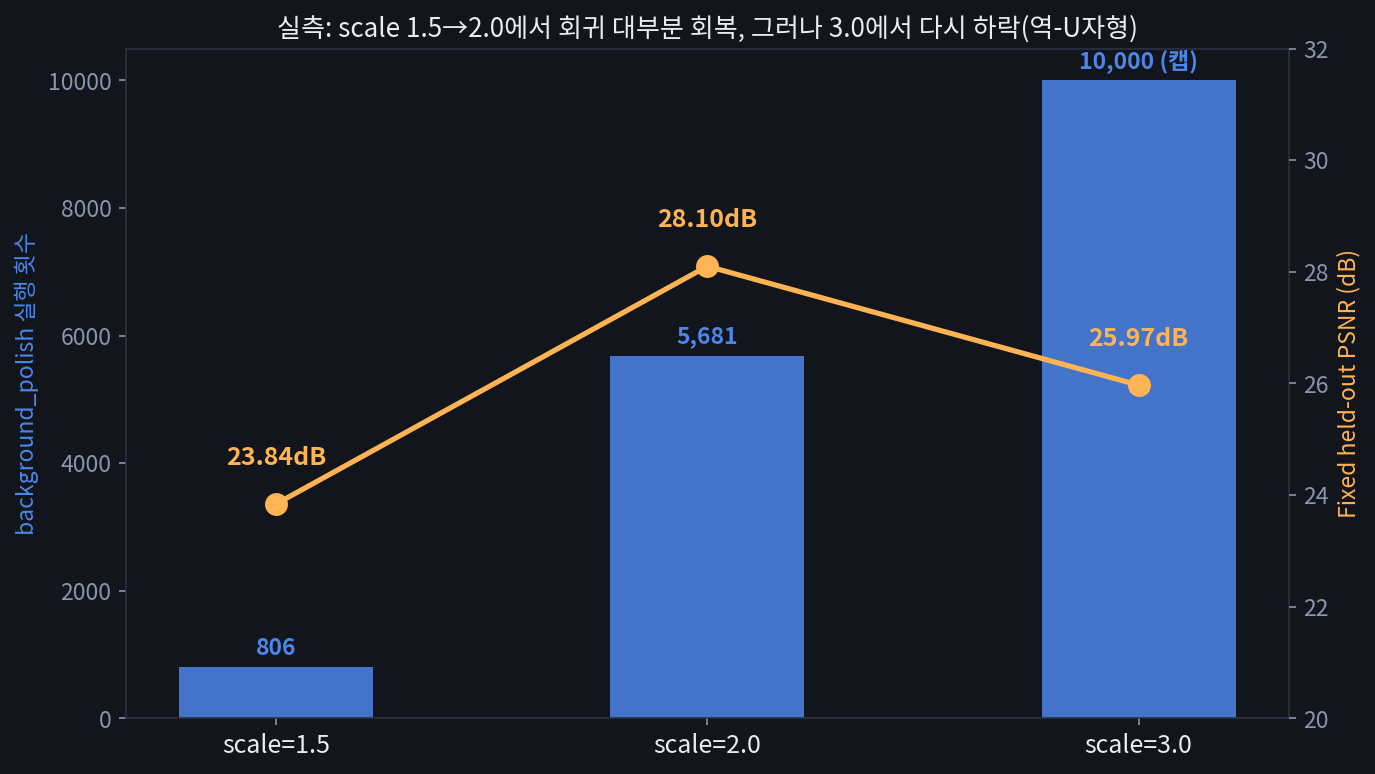 실측: scale 1.5→2.0에서 회귀 대부분 회복, 그러나 3.0에서 다시 하락(역-U자형)
background_polish 실행 횟수
10000
8000
6000
4000
2000
0
806
5,681
10,000 (캡)
23.84dB
28.10dB
25.97dB
32
30
28
26
24
22
20
Fixed held-out PSNR (dB)
scale=1.5
scale=2.0
scale=3.0